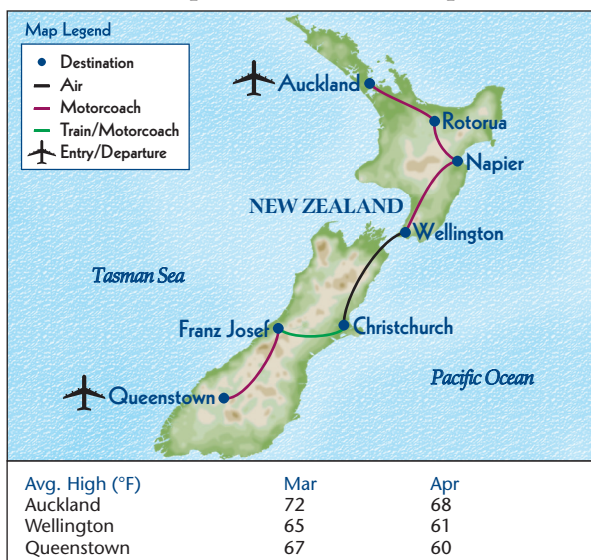 Map Legend
Destination
Air
Motorcoach
Train/Motorcoach
Entry/Departure
Auckland
Rotorua
Napier
NEW ZEALAND
Wellington
Tasman Sea
Franz Josef
Christchurch
Pacific Ocean
Queenstown
Avg. High (°F) Mar Apr
Auckland 72 68
Wellington 65 61
Queenstown 67 60